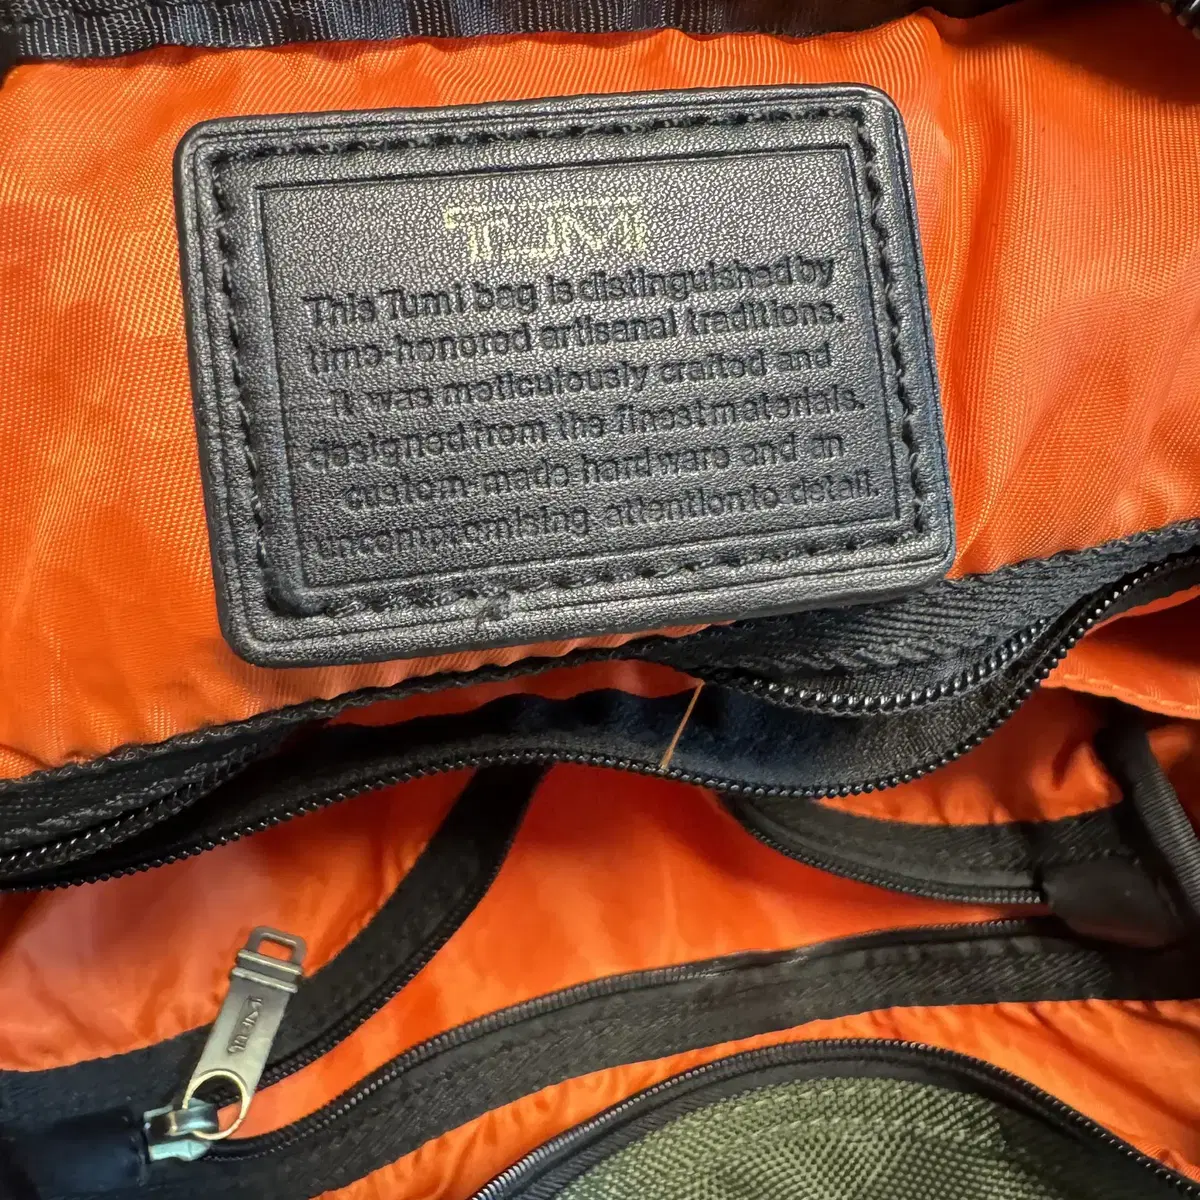 TUMI
This Tumi bag is distinguished by
time-honored artisanal traditions.
It was meticulously crafted and
designed from the finest materials.
custom-made hardware and an
uncompromising attention to detail.
TUMI